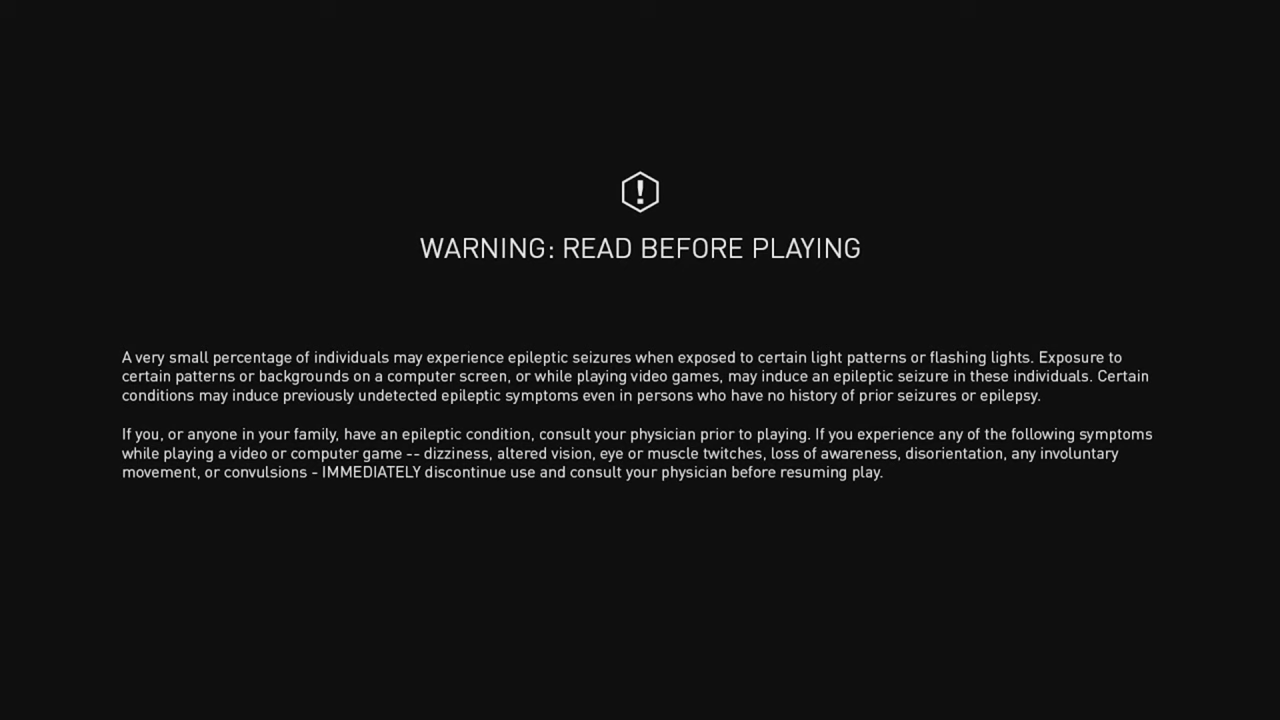 WARNING: READ BEFORE PLAYING
A very small percentage of individuals may experience epileptic seizures when exposed to certain light patterns or flashing lights. Exposure to
certain patterns or backgrounds on a computer screen, or while playing video games, may induce an epileptic seizure in these individuals. Certain
conditions may induce previously undetected epileptic symptoms even in persons who have no history of prior seizures or epilepsy.
If you, or anyone in your family, have an epileptic condition, consult your physician prior to playing. If you experience any of the following symptoms
while playing a video or computer game -- dizziness, altered vision, eye or muscle twitches, loss of awareness, disorientation, any involuntary
movement, or convulsions - IMMEDIATELY discontinue use and consult your physician before resuming play.